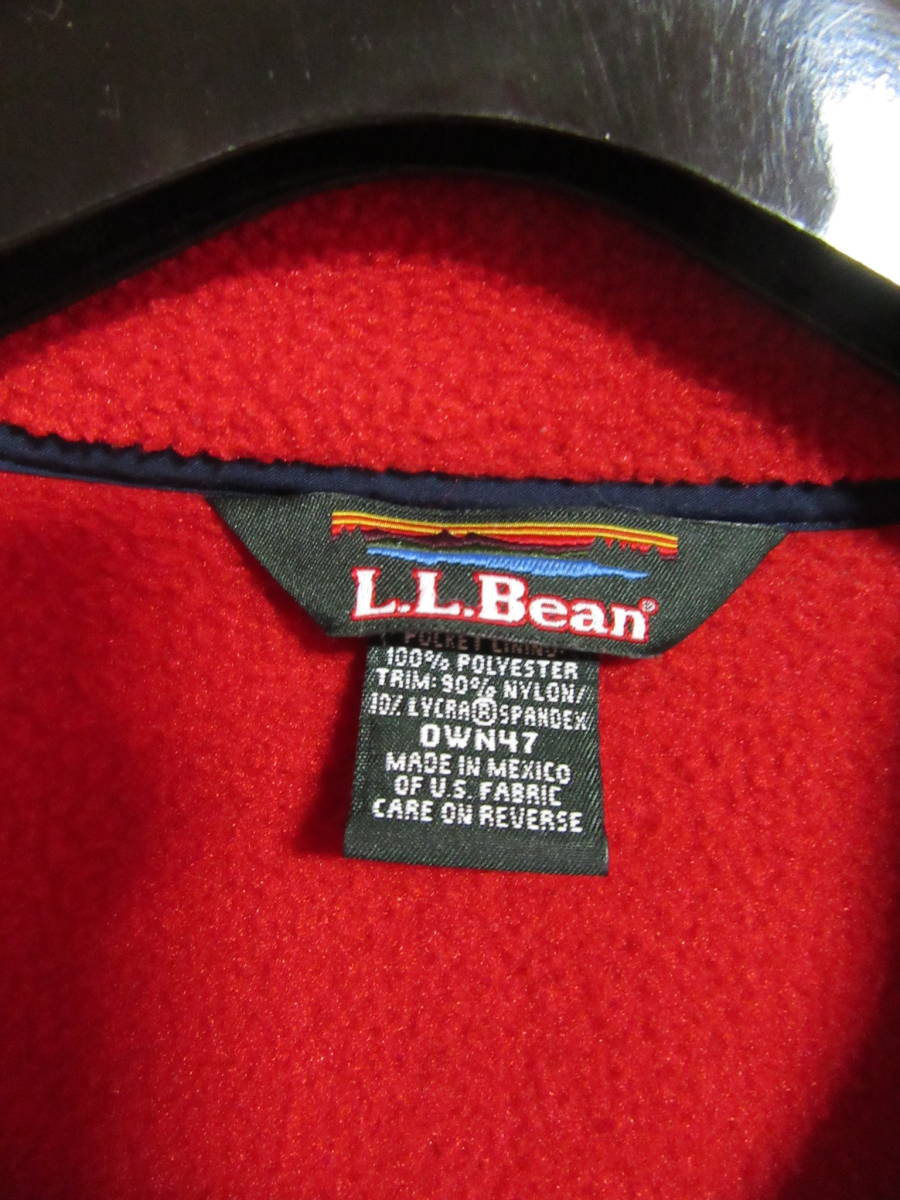 L.L.Bean®
POCKET LINING:
100% POLYESTER
TRIM: 90% NYLON/
10% LYCRA® SPANDEX
OWN47
MADE IN MEXICO
OF U.S. FABRIC
CARE ON REVERSE